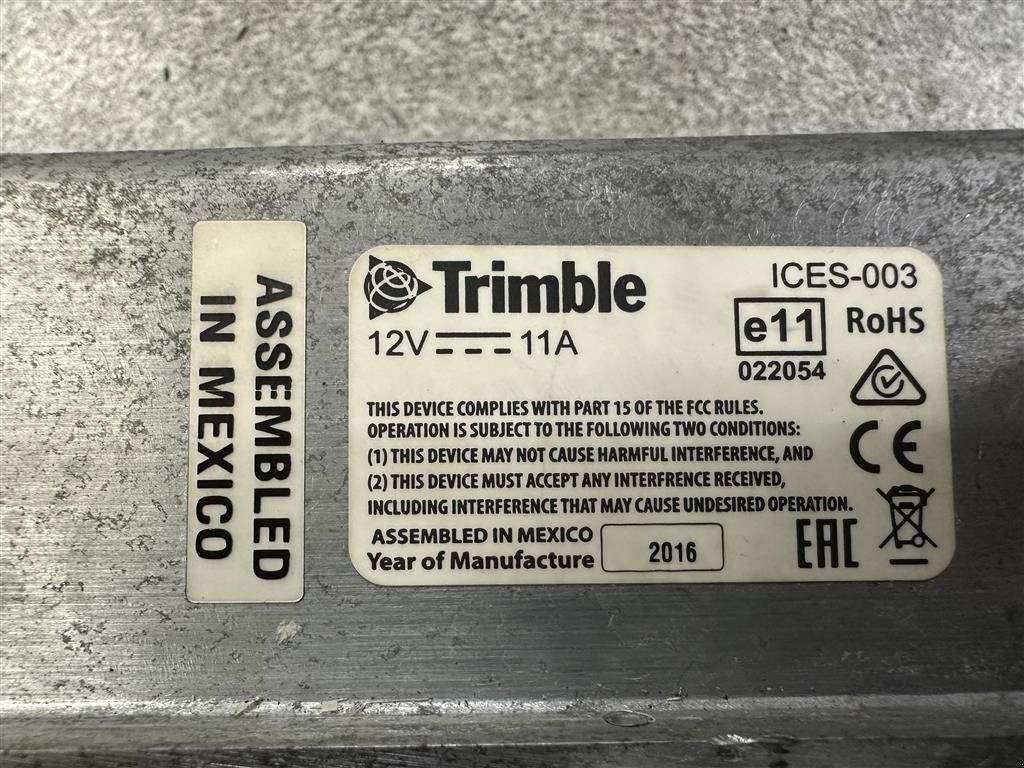 ASSEMBLED
IN MEXICO
Trimble
ICES-003
12V 11A
e11
RoHS
022054
THIS DEVICE COMPLIES WITH PART 15 OF THE FCC RULES.
OPERATION IS SUBJECT TO THE FOLLOWING TWO CONDITIONS:
(1) THIS DEVICE MAY NOT CAUSE HARMFUL INTERFERENCE, AND
(2) THIS DEVICE MUST ACCEPT ANY INTERFRENCE RECEIVED,
INCLUDING INTERFERENCE THAT MAY CAUSE UNDESIRED OPERATION.
CE
ASSEMBLED IN MEXICO
Year of Manufacture 2016
EAC